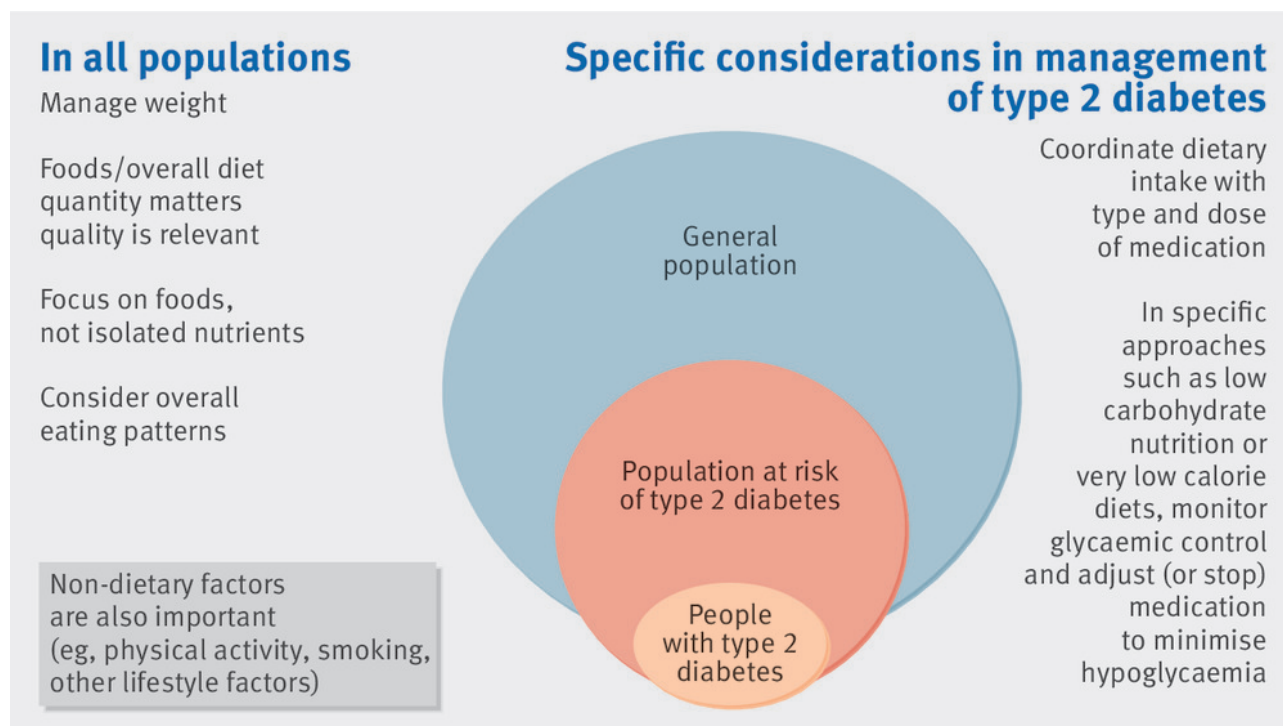 In all populations
Manage weight
Foods/overall diet
quantity matters
quality is relevant
Focus on foods,
not isolated nutrients
Consider overall
eating patterns
Non-dietary factors
are also important
(eg, physical activity, smoking,
other lifestyle factors)
General
population
Population at risk
of type 2 diabetes
People
with type 2
diabetes
Specific considerations in management
of type 2 diabetes
Coordinate dietary
intake with
type and dose
of medication
In specific
approaches
such as low
carbohydrate
nutrition or
very low calorie
diets, monitor
glycaemic control
and adjust (or stop)
medication
to minimise
hypoglycaemia